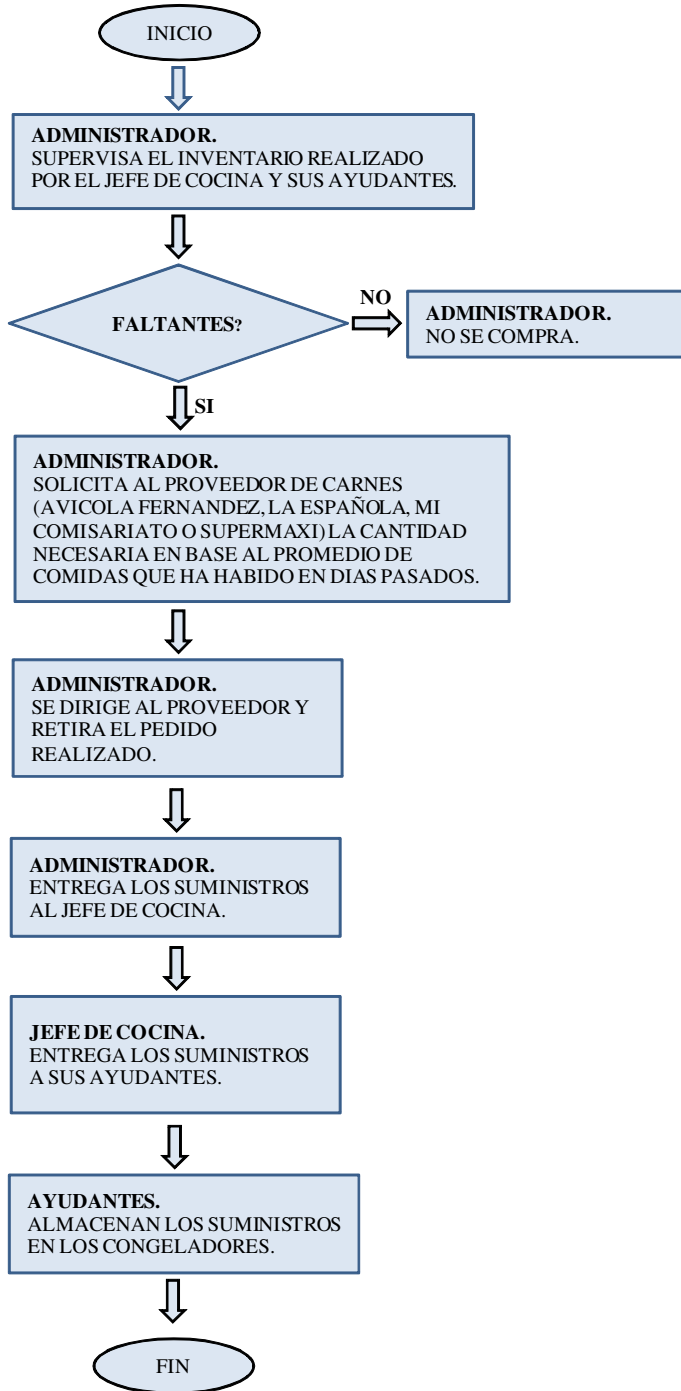 INICIO
ADMINISTRADOR.
SUPERVISA EL INVENTARIO REALIZADO
POR EL JEFE DE COCINA Y SUS AYUDANTES.
FALTANTES?
NO
ADMINISTRADOR.
NO SE COMPRA.
SI
ADMINISTRADOR.
SOLICITA AL PROVEEDOR DE CARNES
(AVICOLA FERNANDEZ, LA ESPAÑOLA, MI
COMISARIATO O SUPERMAXI) LA CANTIDAD
NECESARIA EN BASE AL PROMEDIO DE
COMIDAS QUE HA HABIDO EN DIAS PASADOS.
ADMINISTRADOR.
SE DIRIGE AL PROVEEDOR Y
RETIRA EL PEDIDO
REALIZADO.
ADMINISTRADOR.
ENTREGA LOS SUMINISTROS
AL JEFE DE COCINA.
JEFE DE COCINA.
ENTREGA LOS SUMINISTROS
A SUS AYUDANTES.
AYUDANTES.
ALMACENAN LOS SUMINISTROS
EN LOS CONGELADORES.
FIN